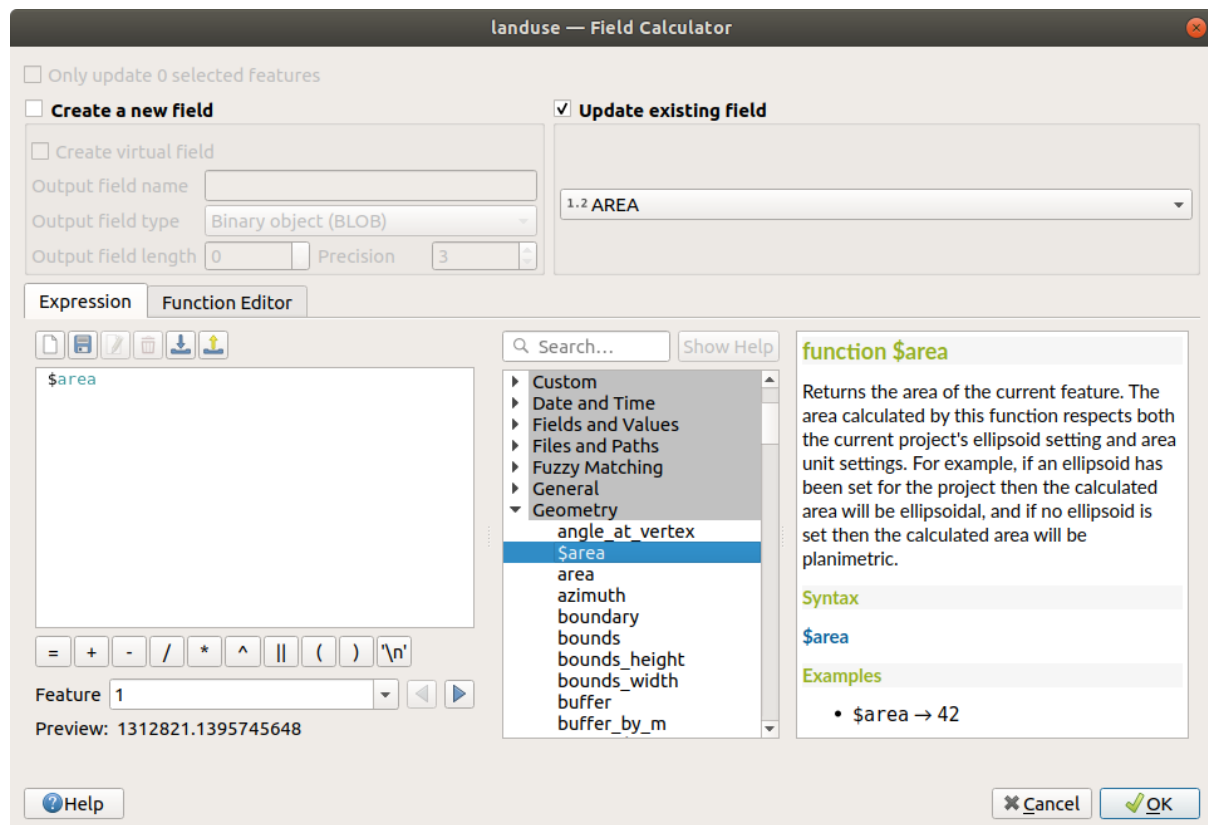 landuse — Field Calculator
Only update 0 selected features
Create a new field
Update existing field
Create virtual field
Output field name
Output field type Binary object (BLOB)
Output field length 0 Precision 3
1.2 AREA
Expression Function Editor
$area
= + - / * ^ || ( ) '\n'
Feature 1
Preview: 1312821.1395745648
Search... Show Help
Custom
Date and Time
Fields and Values
Files and Paths
Fuzzy Matching
General
Geometry
angle_at_vertex
$area
area
azimuth
boundary
bounds
bounds_height
bounds_width
buffer
buffer_by_m
function $area
Returns the area of the current feature. The
area calculated by this function respects both
the current project's ellipsoid setting and area
unit settings. For example, if an ellipsoid has
been set for the project then the calculated
area will be ellipsoidal, and if no ellipsoid is
set then the calculated area will be
planimetric.
Syntax
$area
Examples
• $area → 42
Help Cancel OK